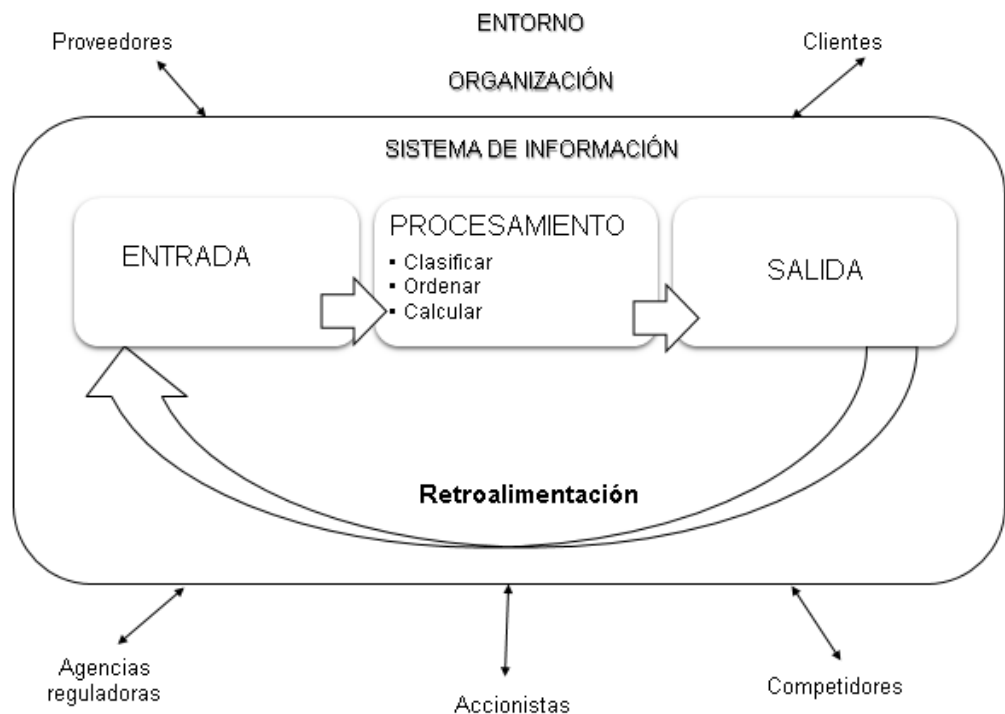 ENTORNO
Proveedores
Clientes
ORGANIZACIÓN
SISTEMA DE INFORMACIÓN
ENTRADA
PROCESAMIENTO
▪ Clasificar
▪ Ordenar
▪ Calcular
SALIDA
Retroalimentación
Agencias
reguladoras
Accionistas
Competidores